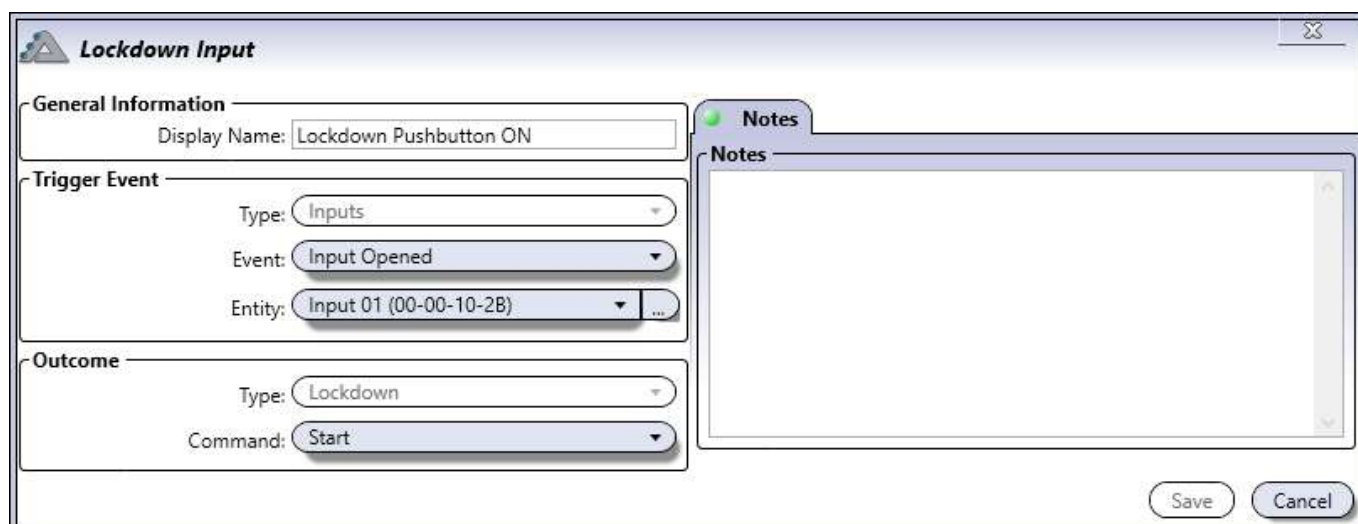 Lockdown Input
General Information
Display Name: Lockdown Pushbutton ON
Trigger Event
Type: Inputs
Event: Input Opened
Entity: Input 01 (00-00-10-2B) ...
Outcome
Type: Lockdown
Command: Start
Notes
Notes
Save Cancel